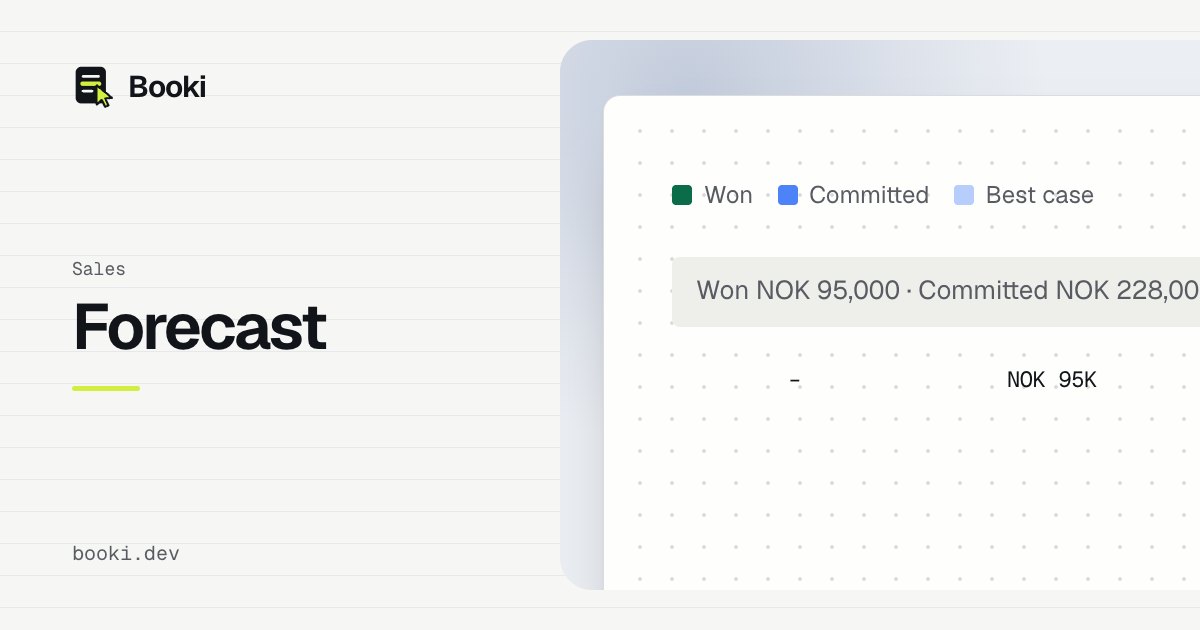 Booki
Sales
Forecast
booki.dev
Won Committed Best case
Won NOK 95,000 · Committed NOK 228,00
– NOK 95K